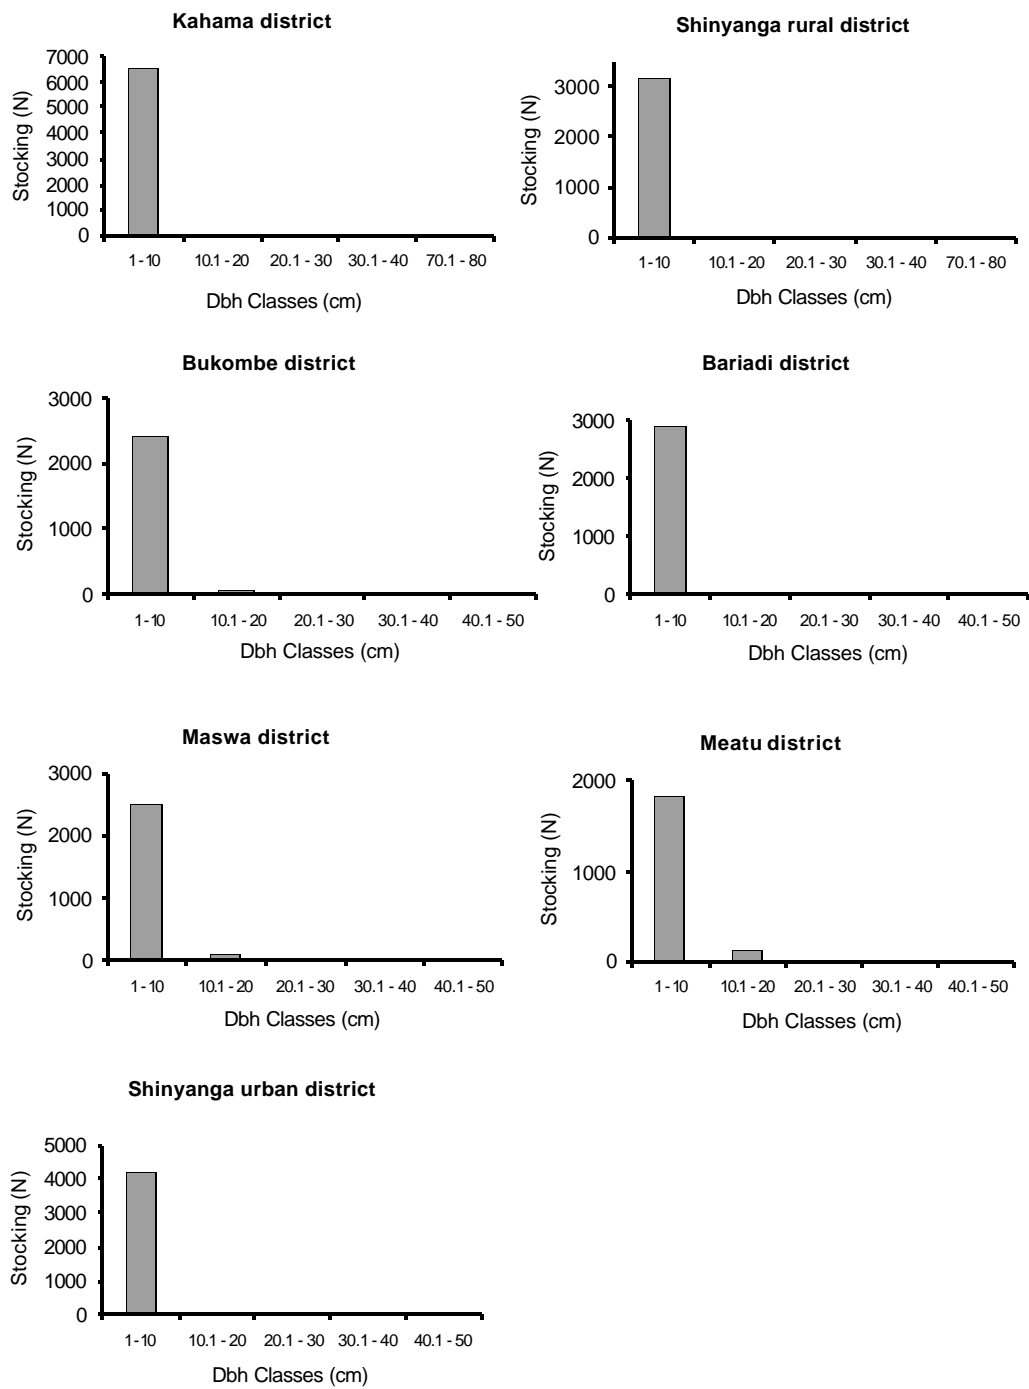 Kahama district
Stocking (N)
7000
6000
5000
4000
3000
2000
1000
0
1-10 10.1 - 20 20.1 - 30 30.1 - 40 70.1 - 80
Dbh Classes (cm)
Shinyanga rural district
Stocking (N)
3000
2000
1000
0
1-10 10.1 - 20 20.1 - 30 30.1 - 40 70.1 - 80
Dbh Classes (cm)
Bukombe district
Stocking (N)
3000
2000
1000
0
1-10 10.1 - 20 20.1 - 30 30.1 - 40 40.1 - 50
Dbh Classes (cm)
Bariadi district
Stocking (N)
3000
2000
1000
0
1-10 10.1 - 20 20.1 - 30 30.1 - 40 40.1 - 50
Dbh Classes (cm)
Maswa district
Stocking (N)
3000
2000
1000
0
1-10 10.1 - 20 20.1 - 30 30.1 - 40 40.1 - 50
Dbh Classes (cm)
Meatu district
Stocking (N)
2000
1000
0
1-10 10.1 - 20 20.1 - 30 30.1 - 40 40.1 - 50
Dbh Classes (cm)
Shinyanga urban district
Stocking (N)
5000
4000
3000
2000
1000
0
1-10 10.1 - 20 20.1 - 30 30.1 - 40 40.1 - 50
Dbh Classes (cm)